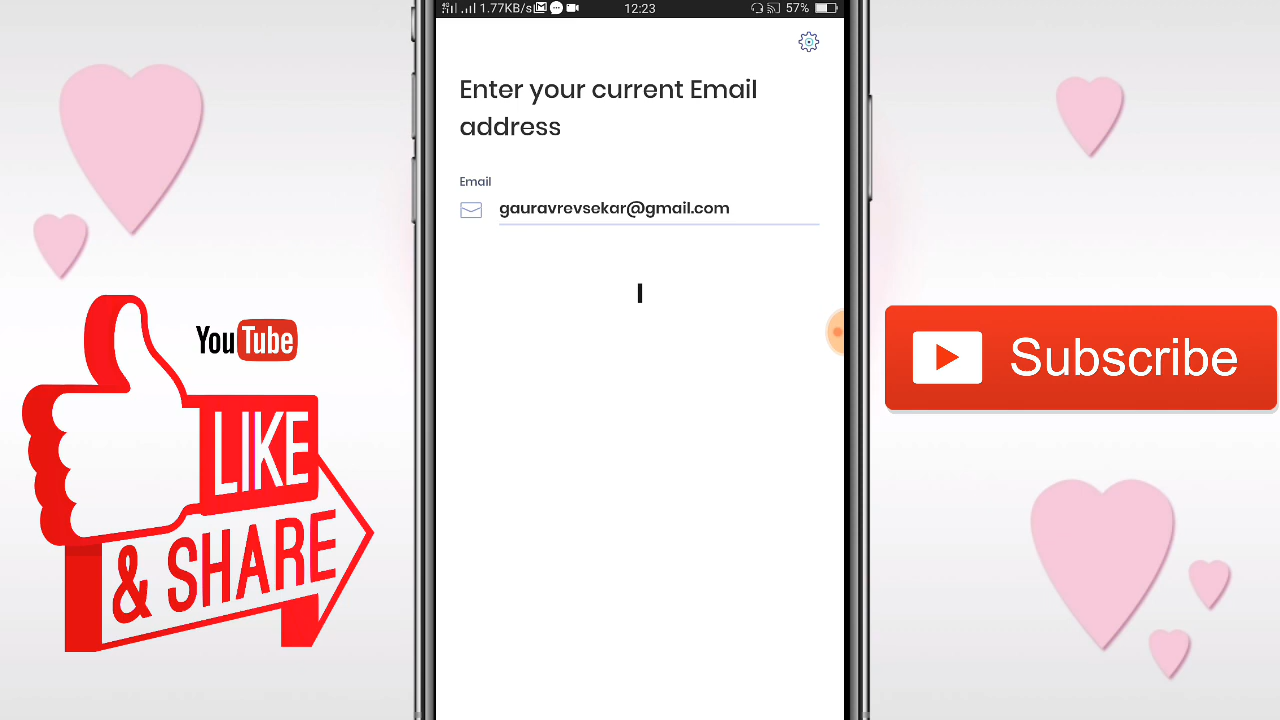 1.77KB/s 12:23 57%
Enter your current Email
address
Email
gauravrevsekar@gmail.com
YouTube
LIKE
& SHARE
Subscribe